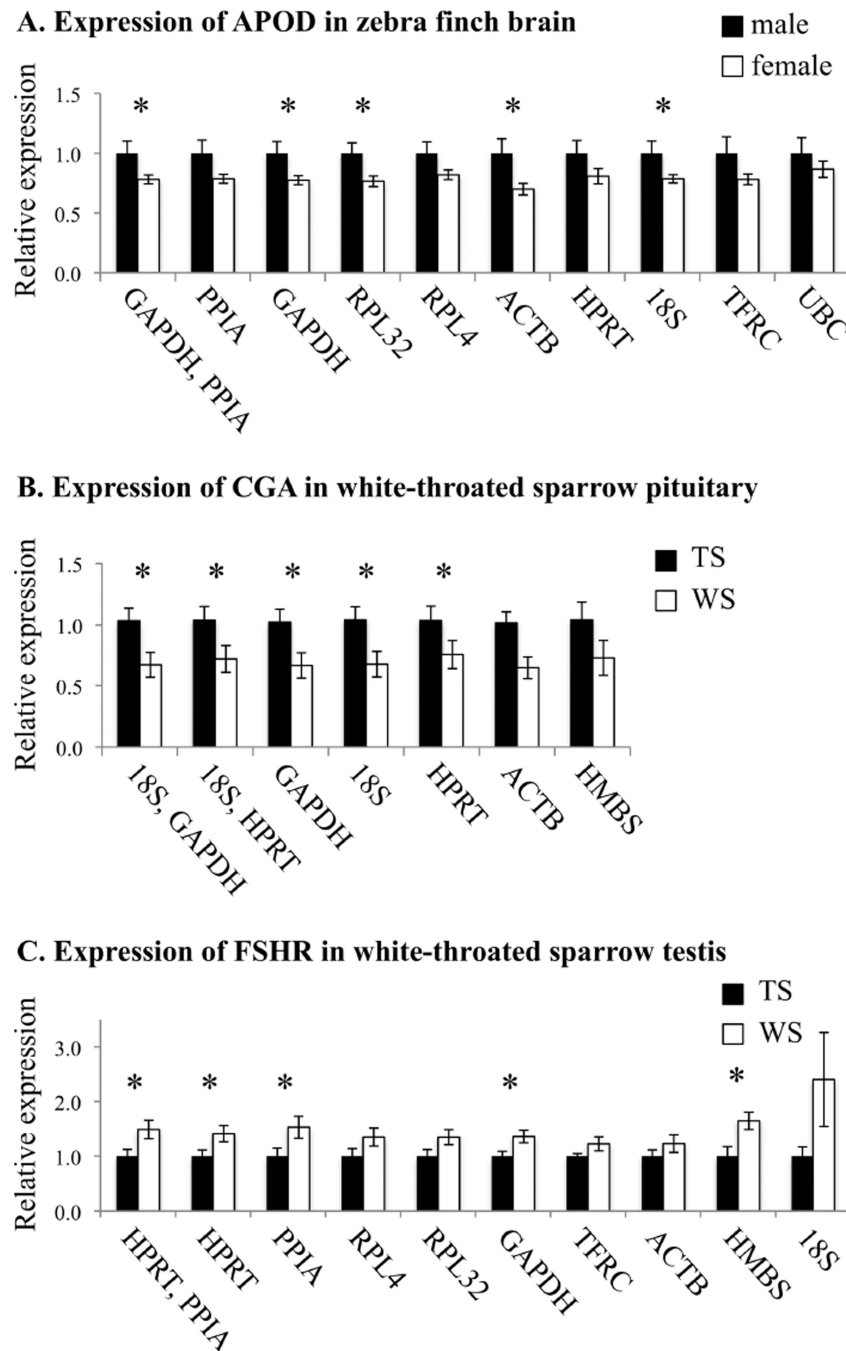 A. Expression of APOD in zebra finch brain
male
female
Relative expression
1.5
1.0
0.5
0.0
* * * * *
GAPDH, PPIA
PPIA
GAPDH
RPL32
RPL4
ACTB
HPRT
18S
TFRC
UBC
B. Expression of CGA in white-throated sparrow pituitary
TS
WS
Relative expression
1.5
1.0
0.5
0.0
* * * * *
18S, GAPDH
18S, HPRT
GAPDH
18S
HPRT
ACTB
HMBS
C. Expression of FSHR in white-throated sparrow testis
TS
WS
Relative expression
3.0
2.0
1.0
0.0
* * * * *
HPRT, PPIA
HPRT
PPIA
RPL4
RPL32
GAPDH
TFRC
ACTB
HMBS
18S